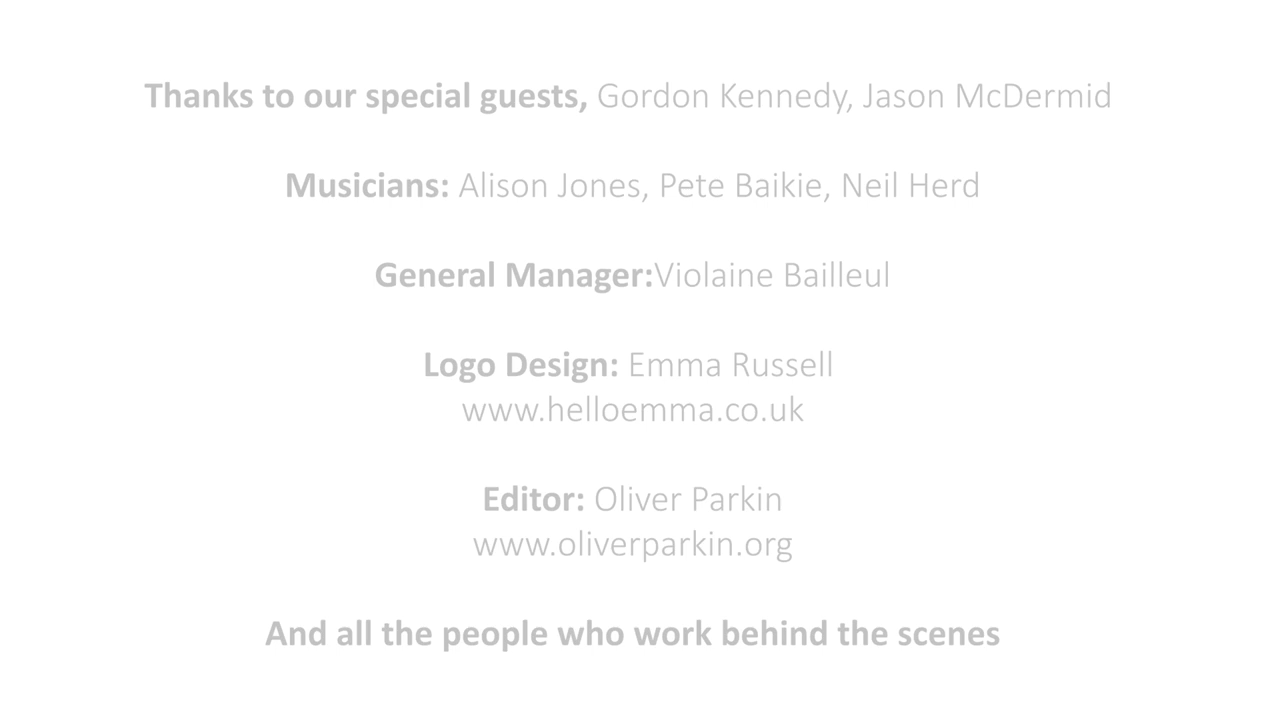 Thanks to our special guests, Gordon Kennedy, Jason McDermid
Musicians: Alison Jones, Pete Baikie, Neil Herd
General Manager:Violaine Bailleul
Logo Design: Emma Russell
www.helloemma.co.uk
Editor: Oliver Parkin
www.oliverparkin.org
And all the people who work behind the scenes